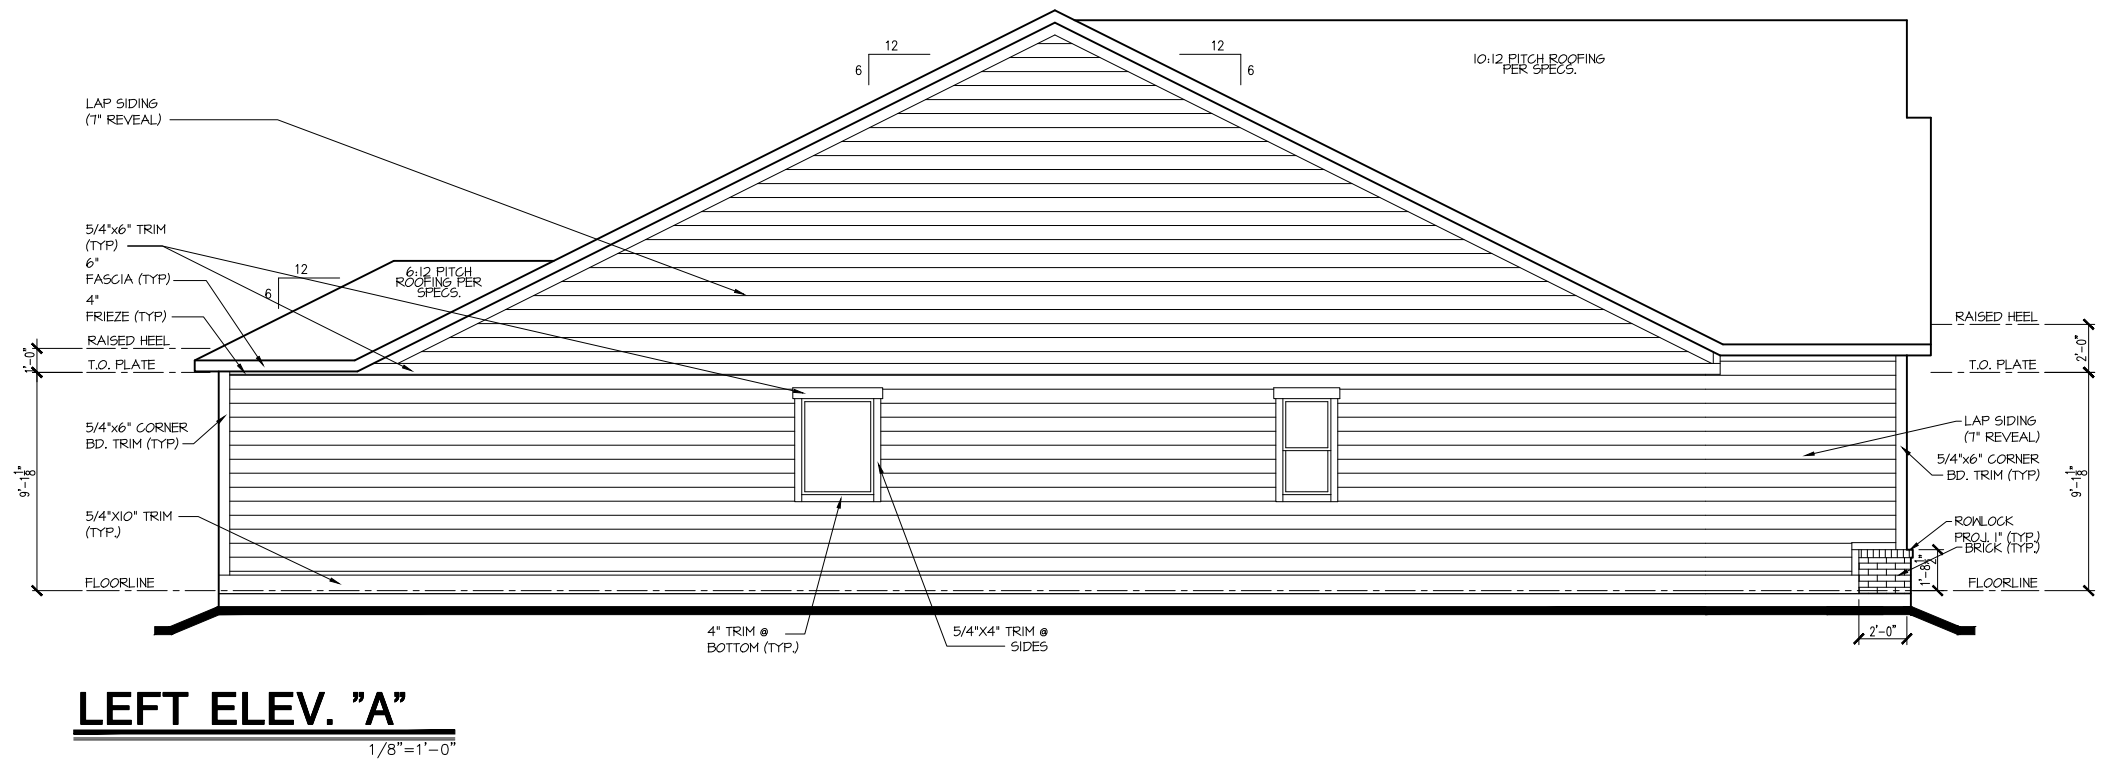 12
6
12
6
10:12 PITCH ROOFING
PER SPECS.
LAP SIDING
(7" REVEAL)
5/4"x6" TRIM
(TYP)
6"
FASCIA (TYP)
4"
FRIEZE (TYP)
RAISED HEEL
T.O. PLATE
1'-0"
12
6
6:12 PITCH
ROOFING PER
SPECS.
5/4"x6" CORNER
BD. TRIM (TYP)
9'-1 1/8"
5/4"X10" TRIM
(TYP.)
FLOORLINE
RAISED HEEL
2'-0"
T.O. PLATE
LAP SIDING
(7" REVEAL)
5/4"x6" CORNER
BD. TRIM (TYP)
9'-1 1/8"
ROWLOCK
PROJ. 1" (TYP.)
BRICK (TYP.)
1'-8 1/2"
FLOORLINE
2'-0"
4" TRIM @
BOTTOM (TYP.)
5/4"X4" TRIM @
SIDES
LEFT ELEV. "A"
1/8"=1'-0"